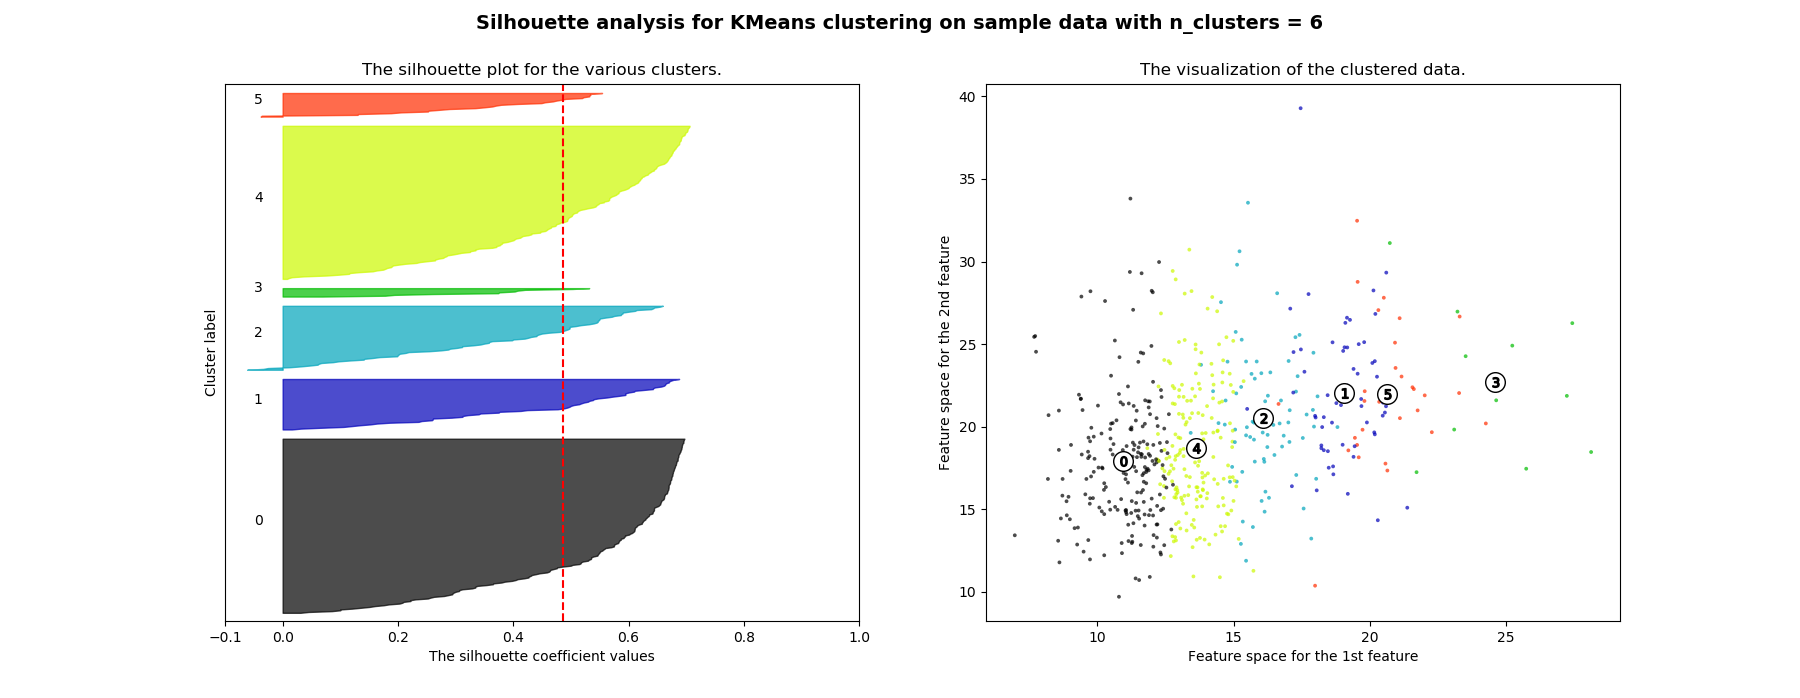 Silhouette analysis for KMeans clustering on sample data with n_clusters = 6
The silhouette plot for the various clusters.
5
4
3
2
1
0
Cluster label
−0.1 0.0 0.2 0.4 0.6 0.8 1.0
The silhouette coefficient values
The visualization of the clustered data.
40
35
30
25
20
15
10
Feature space for the 2nd feature
0 4 2 1 5 3
10 15 20 25
Feature space for the 1st feature